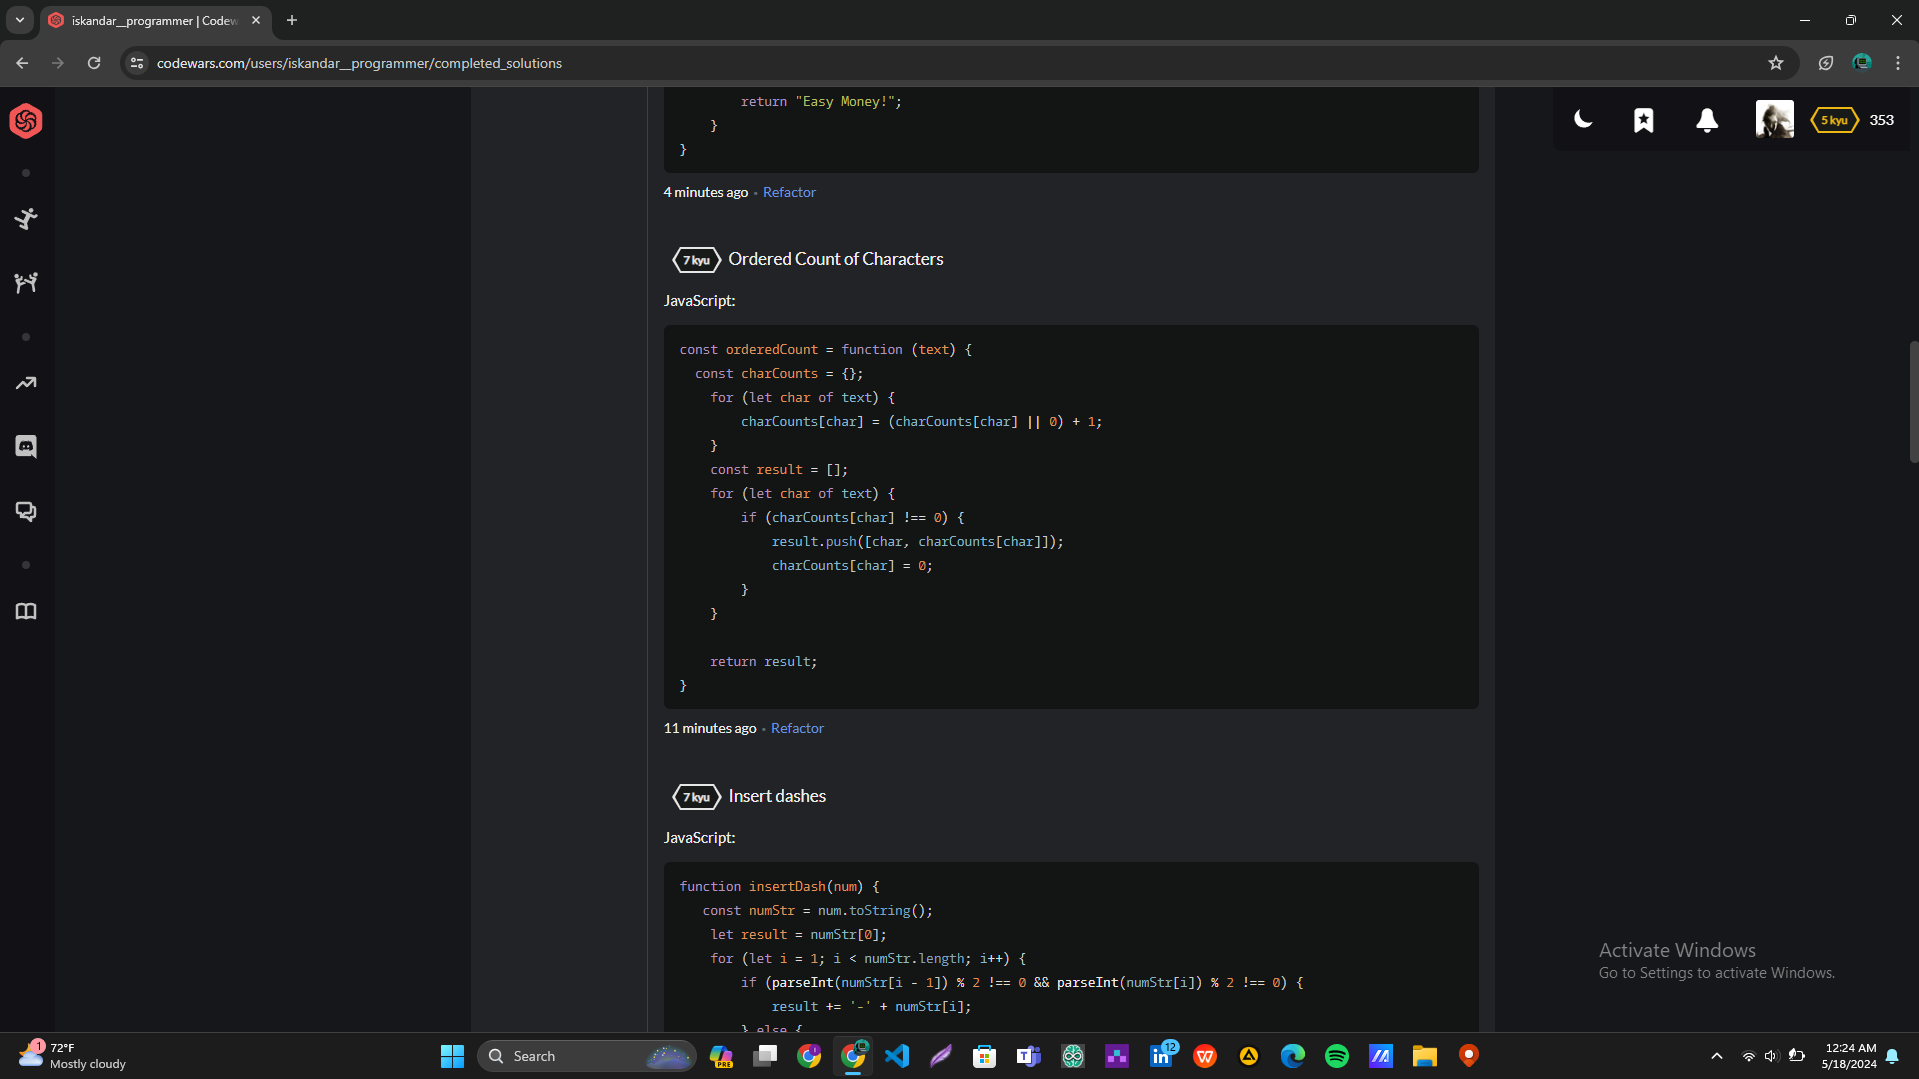 iskandar__programmer | Codew
codewars.com/users/iskandar__programmer/completed_solutions
5 kyu
353
return "Easy Money!";
}
}
4 minutes ago • Refactor
7 kyu
Ordered Count of Characters
JavaScript:
const orderedCount = function (text) {
const charCounts = {};
for (let char of text) {
charCounts[char] = (charCounts[char] || 0) + 1;
}
const result = [];
for (let char of text) {
if (charCounts[char] !== 0) {
result.push([char, charCounts[char]]);
charCounts[char] = 0;
}
}
return result;
}
11 minutes ago • Refactor
7 kyu
Insert dashes
JavaScript:
function insertDash(num) {
const numStr = num.toString();
let result = numStr[0];
for (let i = 1; i < numStr.length; i++) {
if (parseInt(numStr[i - 1]) % 2 !== 0 && parseInt(numStr[i]) % 2 !== 0) {
result += '-' + numStr[i];
} else {
Activate Windows
Go to Settings to activate Windows.
1
72°F
Mostly cloudy
Search
PRE
12
12:24 AM
5/18/2024